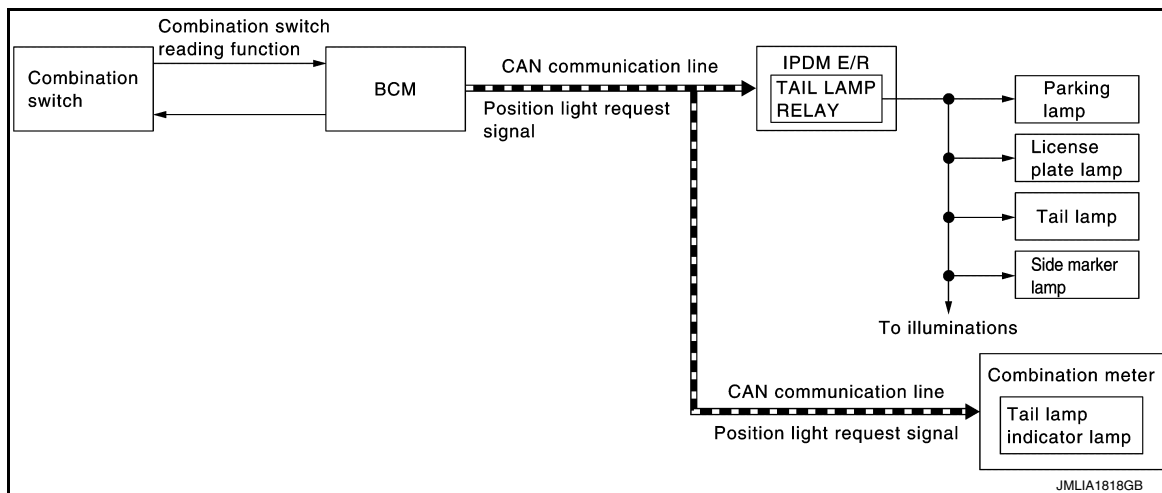 Combination switch
reading function
Combination
switch
BCM
CAN communication line
Position light request
signal
IPDM E/R
TAIL LAMP
RELAY
Parking
lamp
License
plate lamp
Tail lamp
Side marker
lamp
To illuminations
CAN communication line
Position light request signal
Combination meter
Tail lamp
indicator lamp
JMLIA1818GB